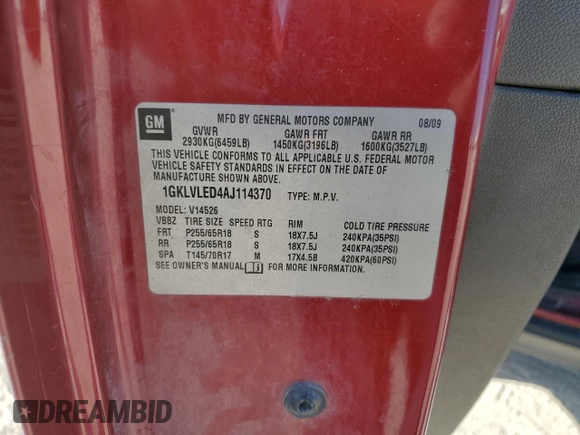 GM
MFD BY GENERAL MOTORS COMPANY 08/09
GVWR GAWR FRT GAWR RR
2930KG(6459LB) 1450KG(3196LB) 1600KG(3527LB)
THIS VEHICLE CONFORMS TO ALL APPLICABLE U.S. FEDERAL MOTOR
VEHICLE SAFETY STANDARDS IN EFFECT ON THE DATE OF
MANUFACTURE SHOWN ABOVE.
1GKLVLED4AJ114370 TYPE: M.P.V.
MODEL: V14526
VBBZ TIRE SIZE SPEED RTG RIM COLD TIRE PRESSURE
FRT P255/65R18 S 18X7.5J 240KPA(35PSI)
RR P255/65R18 S 18X7.5J 240KPA(35PSI)
SPA T145/70R17 M 17X4.5B 420KPA(60PSI)
SEE OWNER'S MANUAL FOR MORE INFORMATION.
DREAMBID